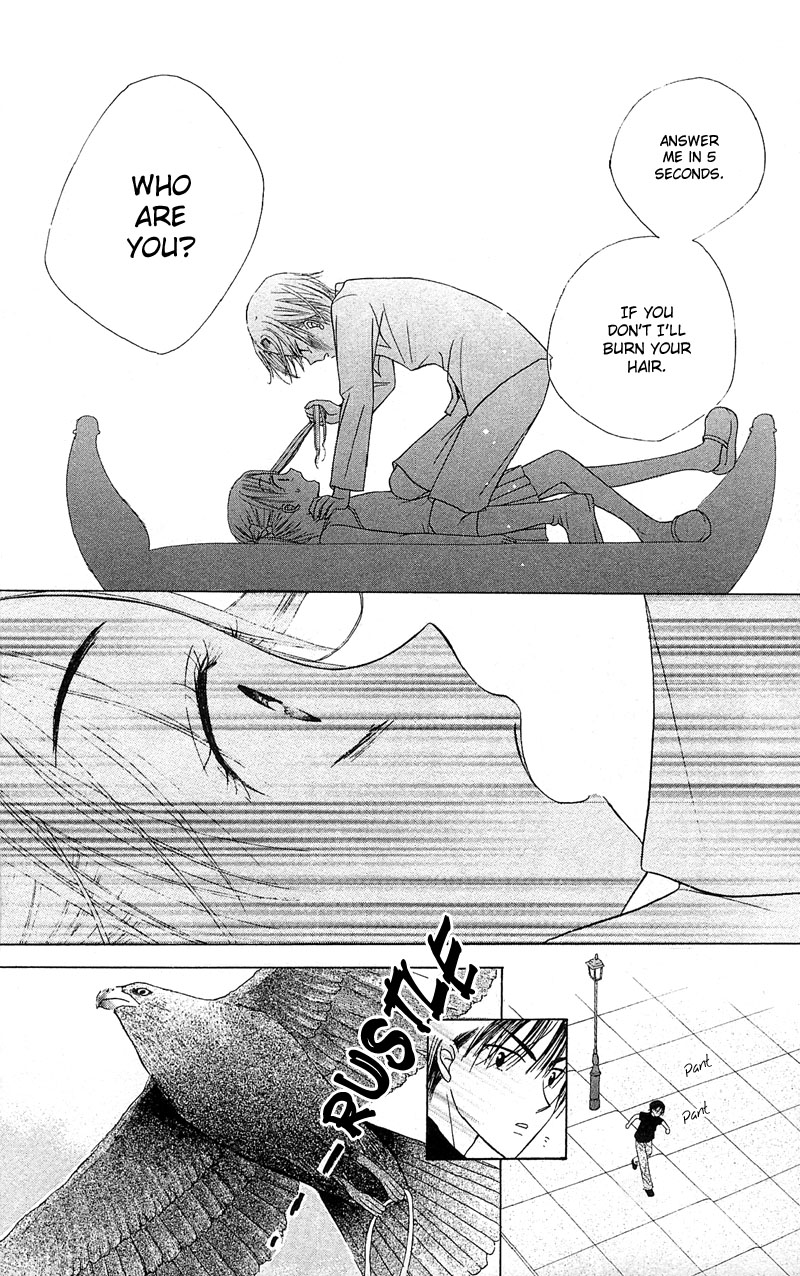 ANSWER
ME IN 5
SECONDS.
IF YOU
DON'T I'LL
BURN YOUR
HAIR.
WHO
ARE
YOU?
Pant
Pant
RUSTLE